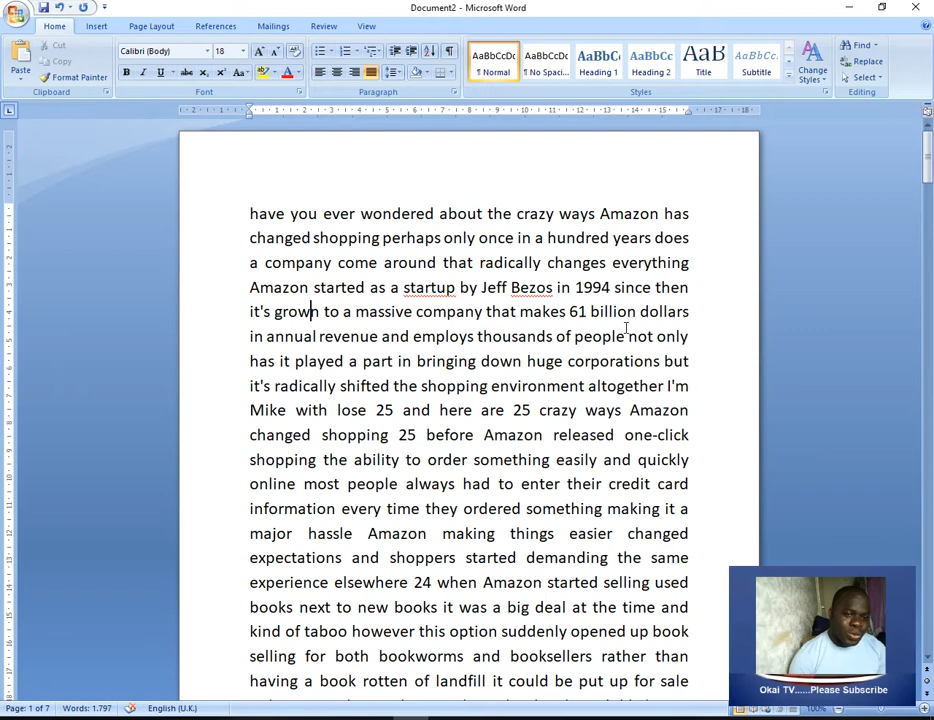 Document2 - Microsoft Word
Home Insert Page Layout References Mailings Review View
Cut
Copy
Format Painter
Paste
Clipboard
Calibri (Body) 18
Font
Paragraph
AaBbCcDc AaBbCcDc AaBbC AaBbCc AaB AaBbCc.
¶ Normal ¶ No Spaci... Heading 1 Heading 2 Title Subtitle
Change Styles
Styles
Find
Replace
Select
Editing
have you ever wondered about the crazy ways Amazon has
changed shopping perhaps only once in a hundred years does
a company come around that radically changes everything
Amazon started as a startup by Jeff Bezos in 1994 since then
it's grown to a massive company that makes 61 billion dollars
in annual revenue and employs thousands of people not only
has it played a part in bringing down huge corporations but
it's radically shifted the shopping environment altogether I'm
Mike with lose 25 and here are 25 crazy ways Amazon
changed shopping 25 before Amazon released one-click
shopping the ability to order something easily and quickly
online most people always had to enter their credit card
information every time they ordered something making it a
major hassle Amazon making things easier changed
expectations and shoppers started demanding the same
experience elsewhere 24 when Amazon started selling used
books next to new books it was a big deal at the time and
kind of taboo however this option suddenly opened up book
selling for both bookworms and booksellers rather than
having a book rotten of landfill it could be put up for sale
Okai TV......Please Subscribe
Page: 1 of 7 Words: 1.797 English (U.K.) 100%